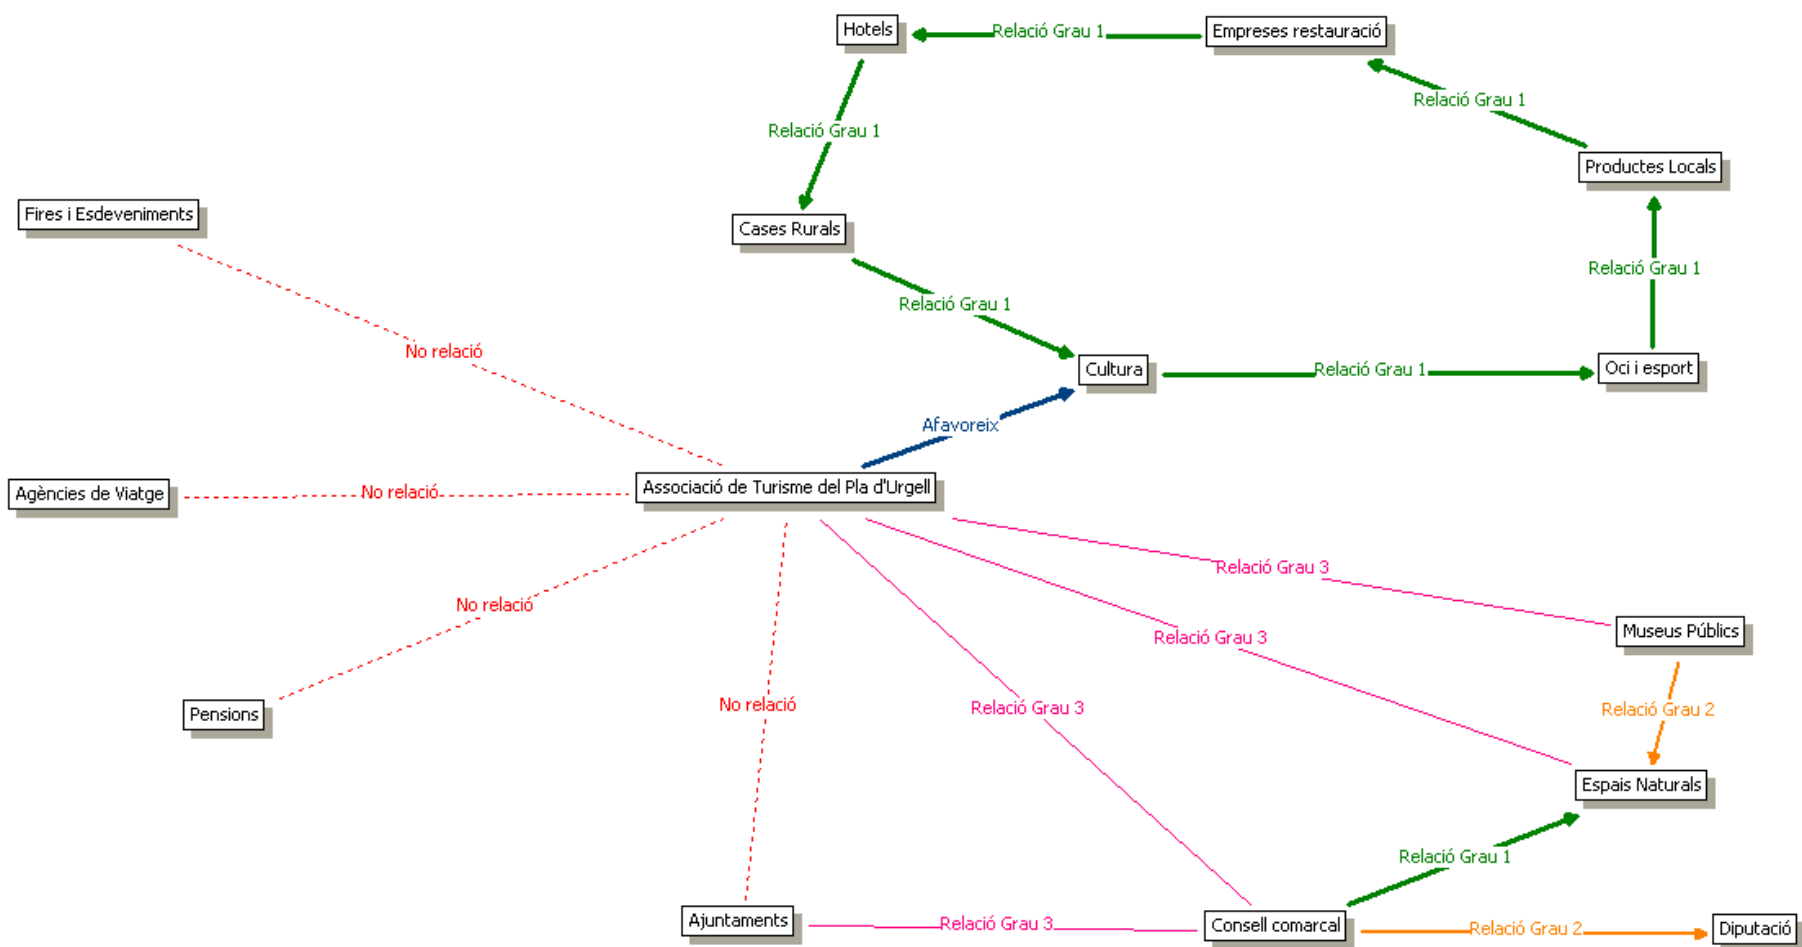 Hotels
Relació Grau 1
Empreses restauració
Relació Grau 1
Relació Grau 1
Productes Locals
Fires i Esdeveniments
Cases Rurals
Relació Grau 1
Relació Grau 1
No relació
Cultura
Relació Grau 1
Oci i esport
Afavoreix
Agències de Viatge
No relació
Associació de Turisme del Pla d'Urgell
Relació Grau 3
No relació
Relació Grau 3
Museus Públics
Pensions
No relació
Relació Grau 3
Relació Grau 2
Espais Naturals
Relació Grau 1
Ajuntaments
Relació Grau 3
Consell comarcal
Relació Grau 2
Diputació